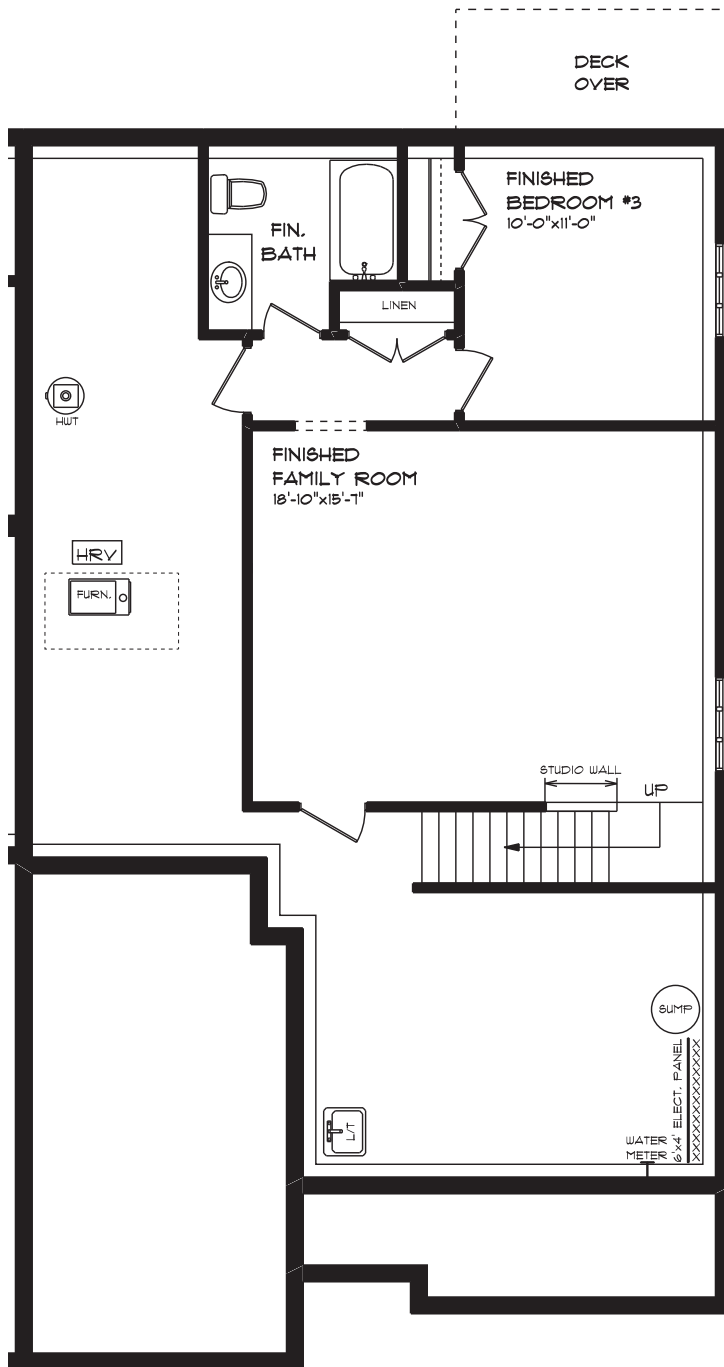 DECK
OVER
FINISHED
BEDROOM #3
10'-0"x11'-0"
FIN.
BATH
LINEN
HWT
FINISHED
FAMILY ROOM
18'-10"x15'-7"
HRV
FURN.
STUDIO WALL
UP
SUMP
6'x4' ELECT. PANEL
XXXXXXXXXXXXXX
WATER
METER
L/T